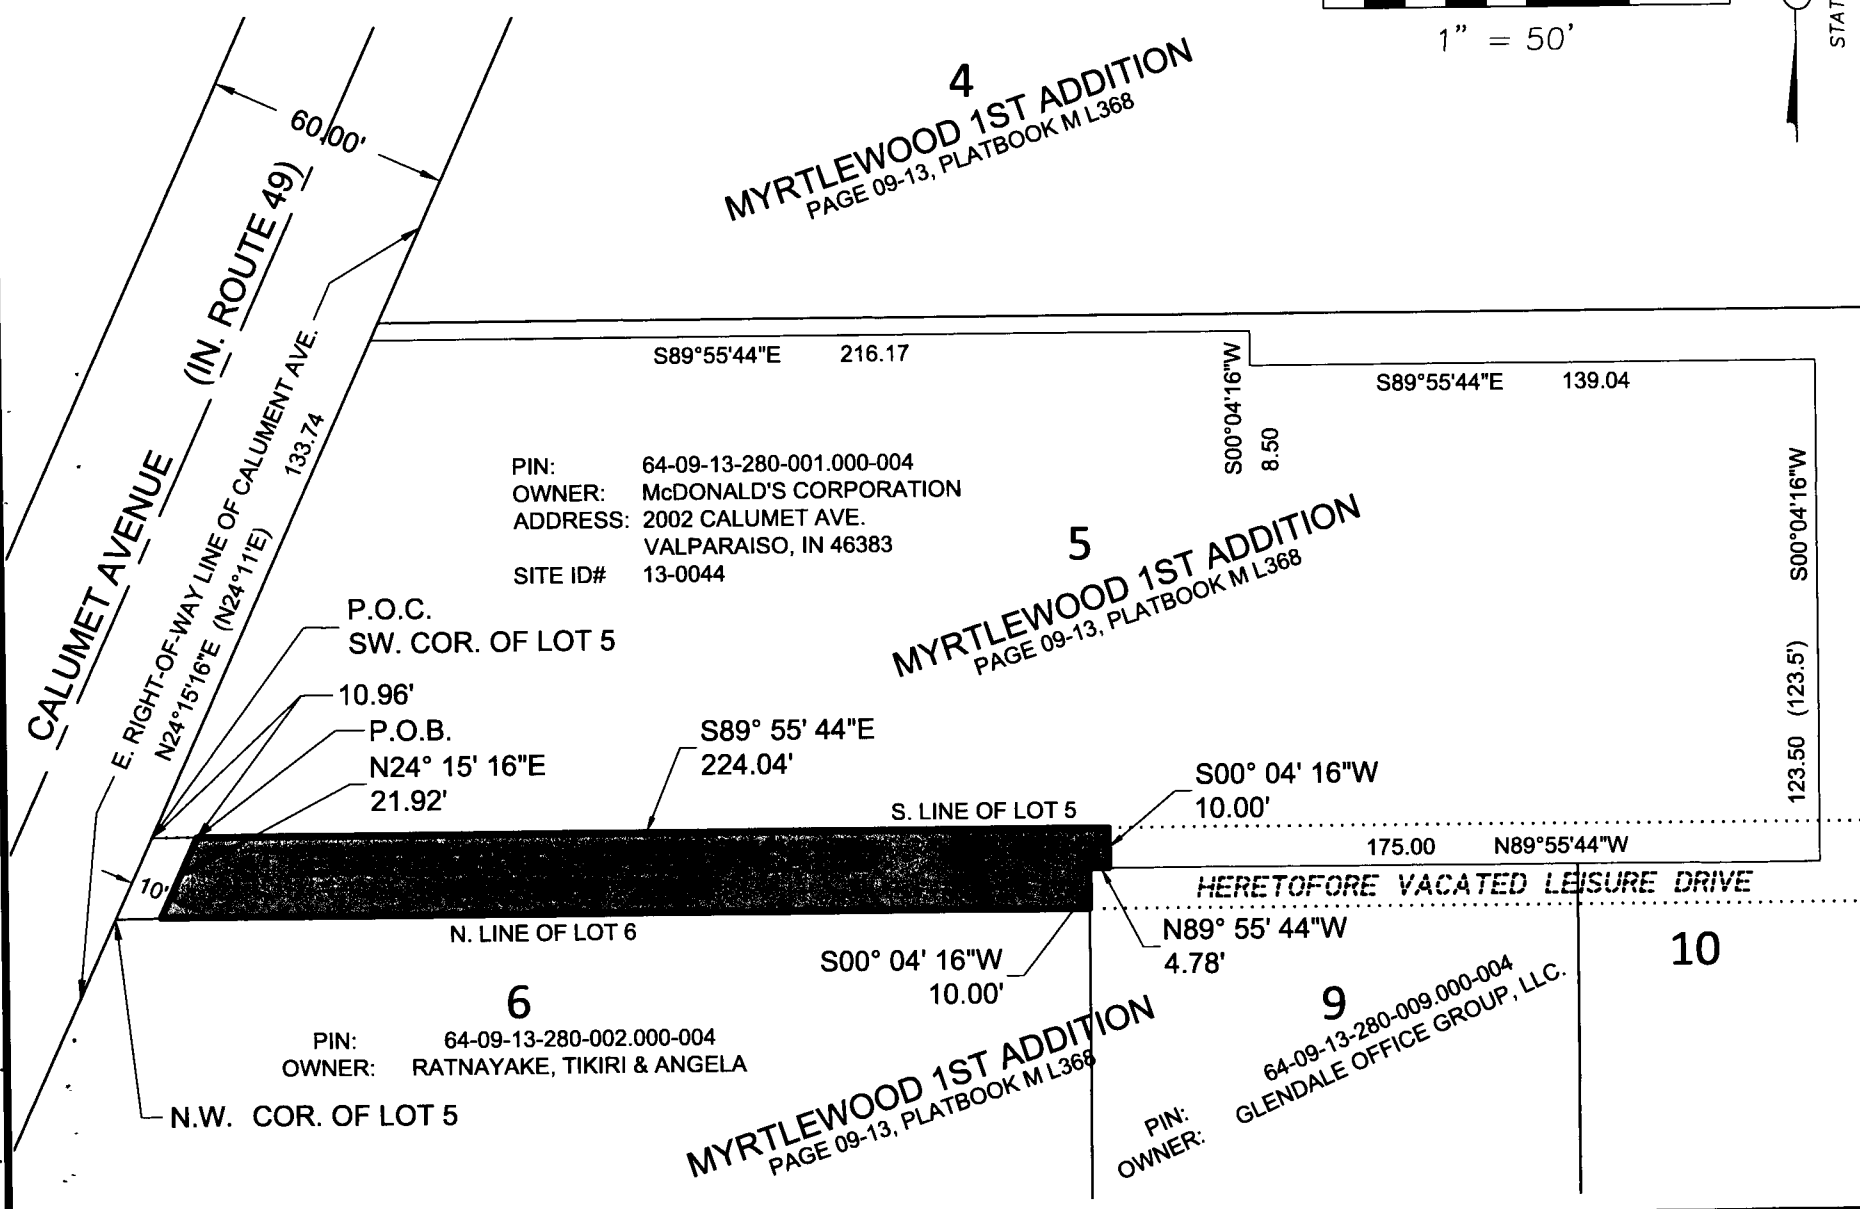 1" = 50'
STAT
60.00'
4
MYRTLEWOOD 1ST ADDITION
PAGE 09-13, PLATBOOK M L368
CALUMET AVENUE (IN. ROUTE 49)
E. RIGHT-OF-WAY LINE OF CALUMENT AVE.
N24°15'16"E (N24°11'E) 133.74
S89°55'44"E 216.17
S00°04'16"W
8.50
S89°55'44"E 139.04
S00°04'16"W
123.50 (123.5')
PIN: 64-09-13-280-001.000-004
OWNER: McDONALD'S CORPORATION
ADDRESS: 2002 CALUMET AVE.
VALPARAISO, IN 46383
SITE ID# 13-0044
5
MYRTLEWOOD 1ST ADDITION
PAGE 09-13, PLATBOOK M L368
P.O.C.
SW. COR. OF LOT 5
10.96'
P.O.B.
N24° 15' 16"E
21.92'
S89° 55' 44"E
224.04'
S. LINE OF LOT 5
S00° 04' 16"W
10.00'
175.00 N89°55'44"W
10'
HERETOFORE VACATED LEISURE DRIVE
N. LINE OF LOT 6
S00° 04' 16"W
10.00'
N89° 55' 44"W
4.78'
10
6
PIN: 64-09-13-280-002.000-004
OWNER: RATNAYAKE, TIKIRI & ANGELA
N.W. COR. OF LOT 5
MYRTLEWOOD 1ST ADDITION
PAGE 09-13, PLATBOOK M L368
9
PIN: 64-09-13-280-009.000-004
OWNER: GLENDALE OFFICE GROUP, LLC.